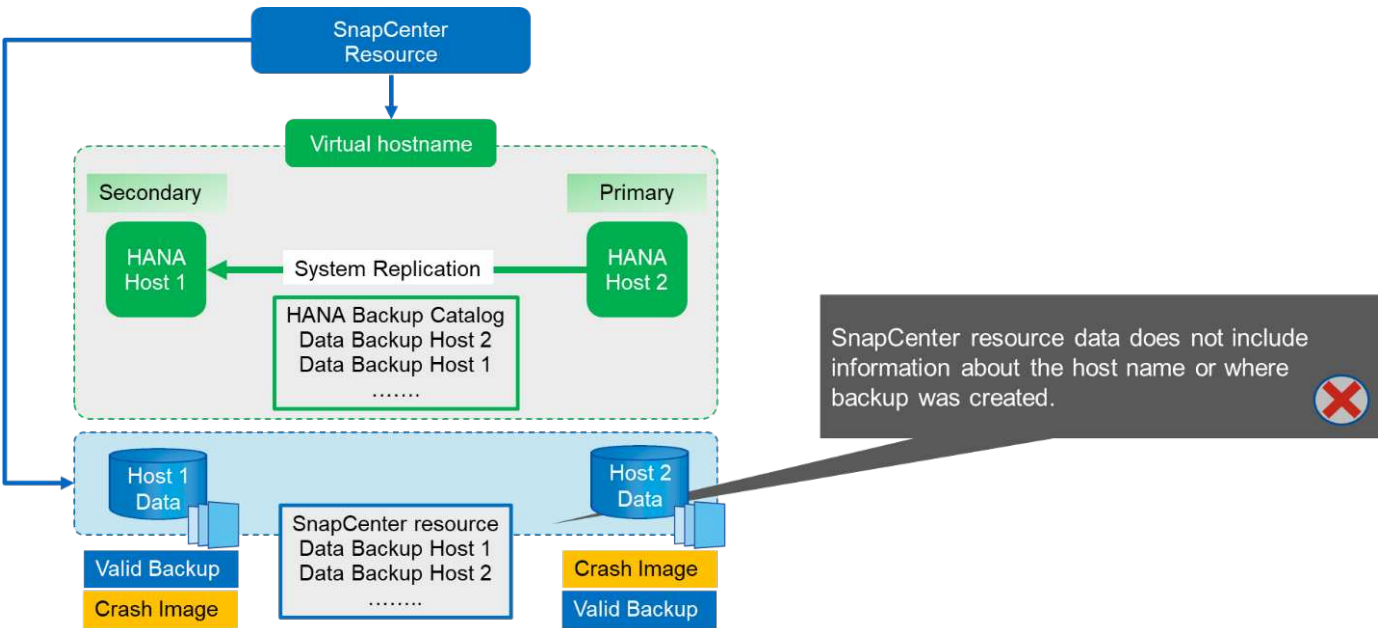 SnapCenter
Resource
Virtual hostname
Secondary
Primary
HANA
Host 1
System Replication
HANA
Host 2
HANA Backup Catalog
Data Backup Host 2
Data Backup Host 1
.......
SnapCenter resource data does not include
information about the host name or where
backup was created.
Host 1
Data
Host 2
Data
SnapCenter resource
Data Backup Host 1
Data Backup Host 2
........
Valid Backup
Crash Image
Crash Image
Valid Backup